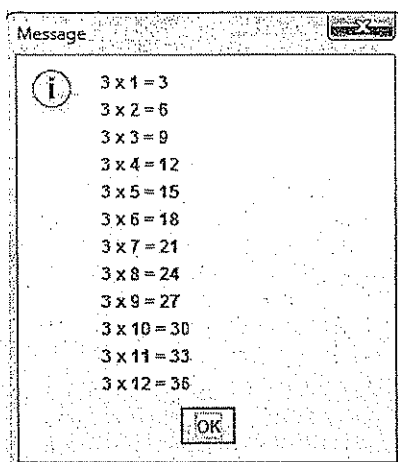 Message
i
3 x 1 = 3
3 x 2 = 6
3 x 3 = 9
3 x 4 = 12
3 x 5 = 15
3 x 6 = 18
3 x 7 = 21
3 x 8 = 24
3 x 9 = 27
3 x 10 = 30
3 x 11 = 33
3 x 12 = 36
OK